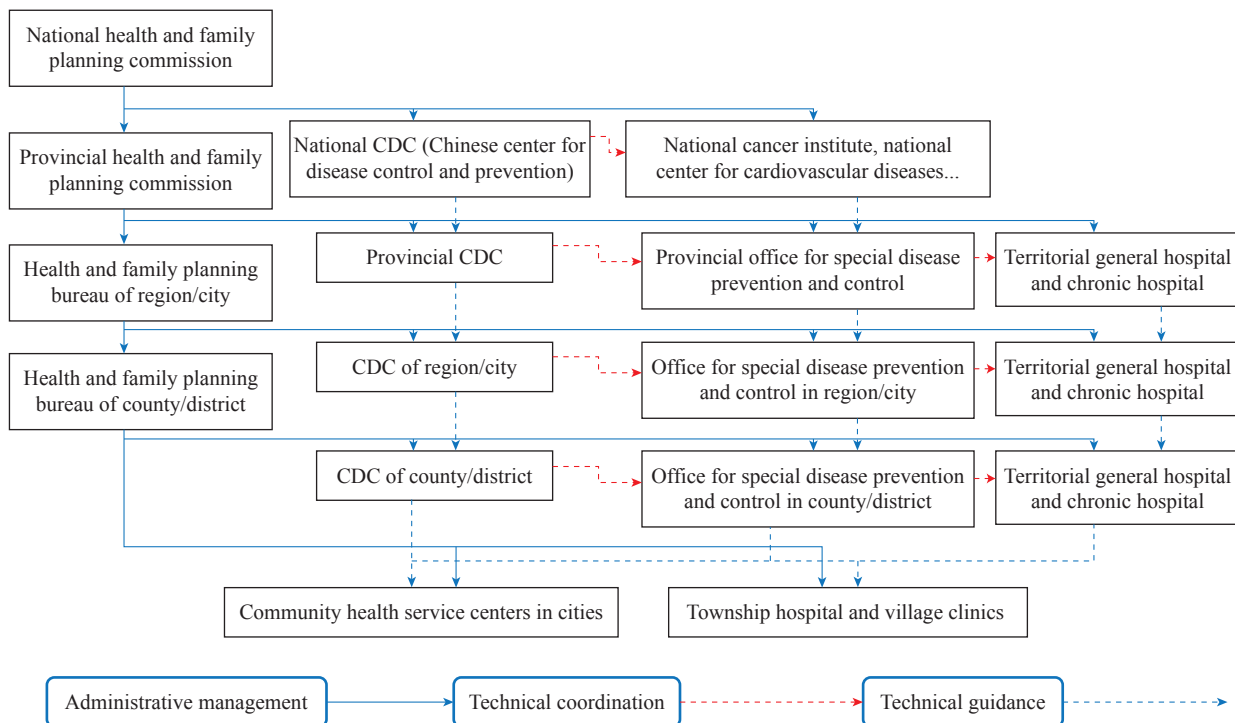 National health and family
planning commission
Provincial health and family
planning commission
National CDC (Chinese center for
disease control and prevention)
National cancer institute, national
center for cardiovascular diseases...
Health and family planning
bureau of region/city
Provincial CDC
Provincial office for special disease
prevention and control
Territorial general hospital
and chronic hospital
Health and family planning
bureau of county/district
CDC of region/city
Office for special disease prevention
and control in region/city
Territorial general hospital
and chronic hospital
CDC of county/district
Office for special disease prevention
and control in county/district
Territorial general hospital
and chronic hospital
Community health service centers in cities
Township hospital and village clinics
Administrative management
Technical coordination
Technical guidance